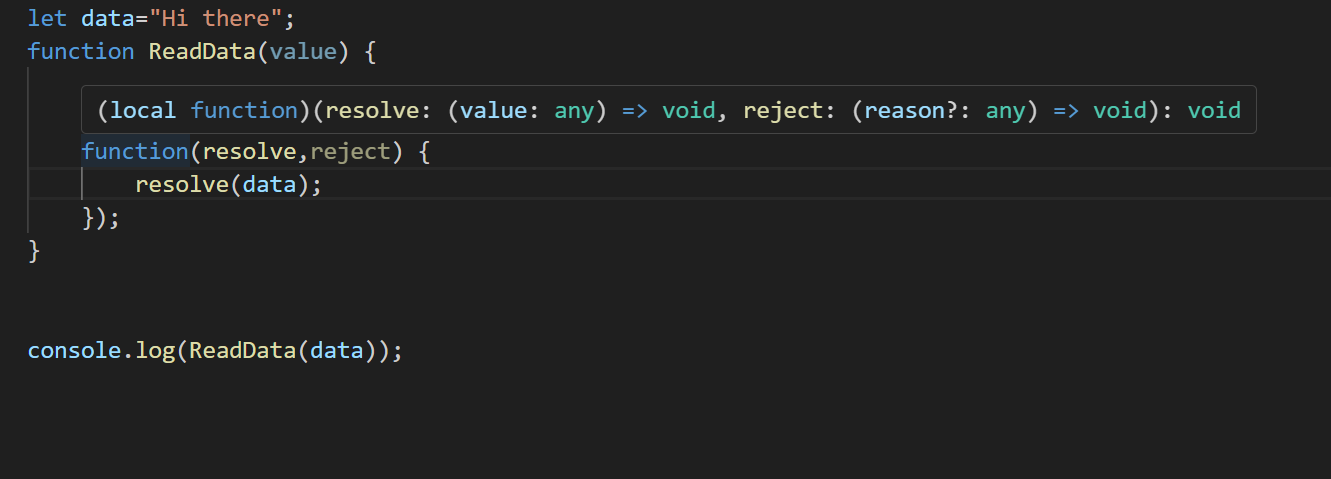 let data="Hi there";
function ReadData(value) {
(local function)(resolve: (value: any) => void, reject: (reason?: any) => void): void
function(resolve,reject) {
resolve(data);
});
}
console.log(ReadData(data));